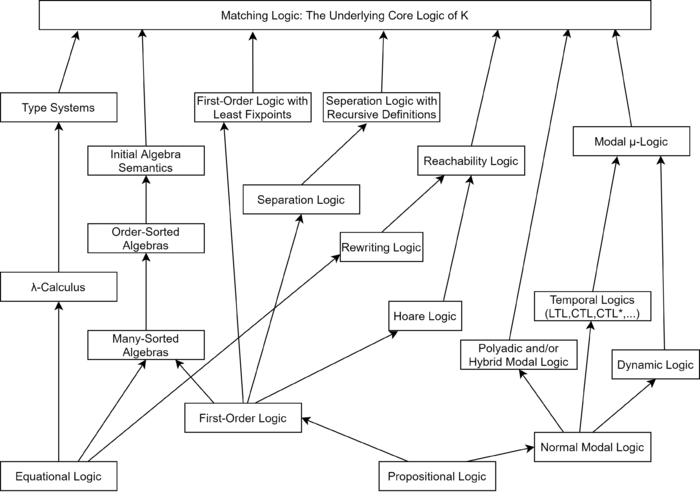 Matching Logic: The Underlying Core Logic of K
Type Systems
First-Order Logic with
Least Fixpoints
Seperation Logic with
Recursive Definitions
Modal μ-Logic
Initial Algebra
Semantics
Reachability Logic
Separation Logic
Order-Sorted
Algebras
Rewriting Logic
λ-Calculus
Temporal Logics
(LTL,CTL,CTL*,...)
Hoare Logic
Many-Sorted
Algebras
Polyadic and/or
Hybrid Modal Logic
Dynamic Logic
First-Order Logic
Normal Modal Logic
Equational Logic
Propositional Logic